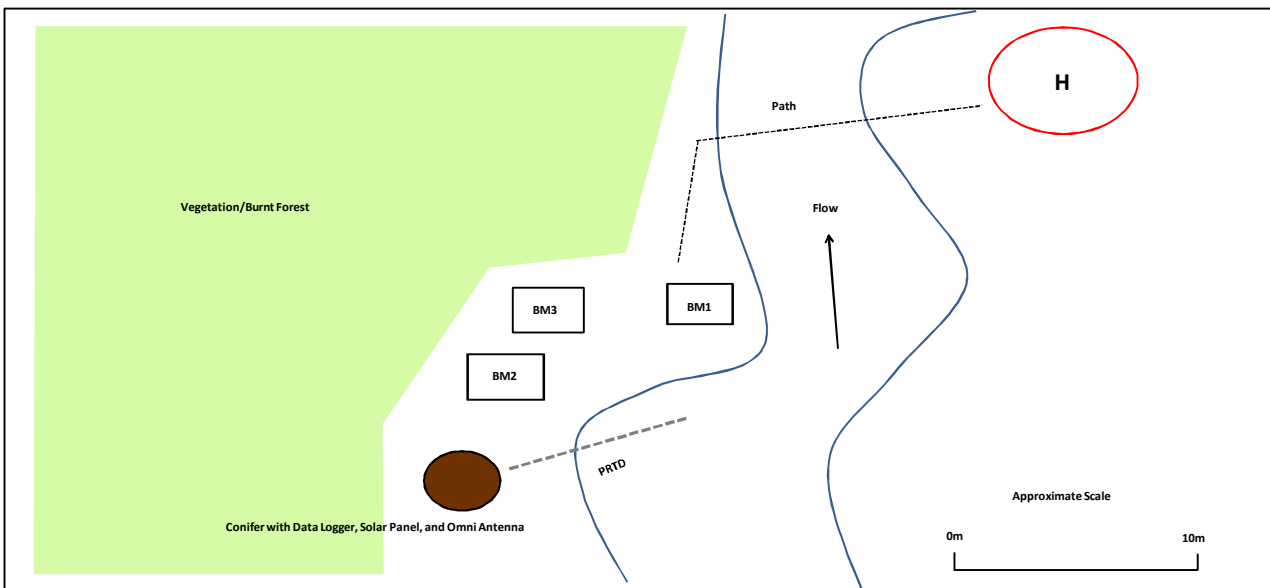 H
Path
Vegetation/Burnt Forest
Flow
BM3
BM1
BM2
PRTD
Approximate Scale
Conifer with Data Logger, Solar Panel, and Omni Antenna
0m
10m